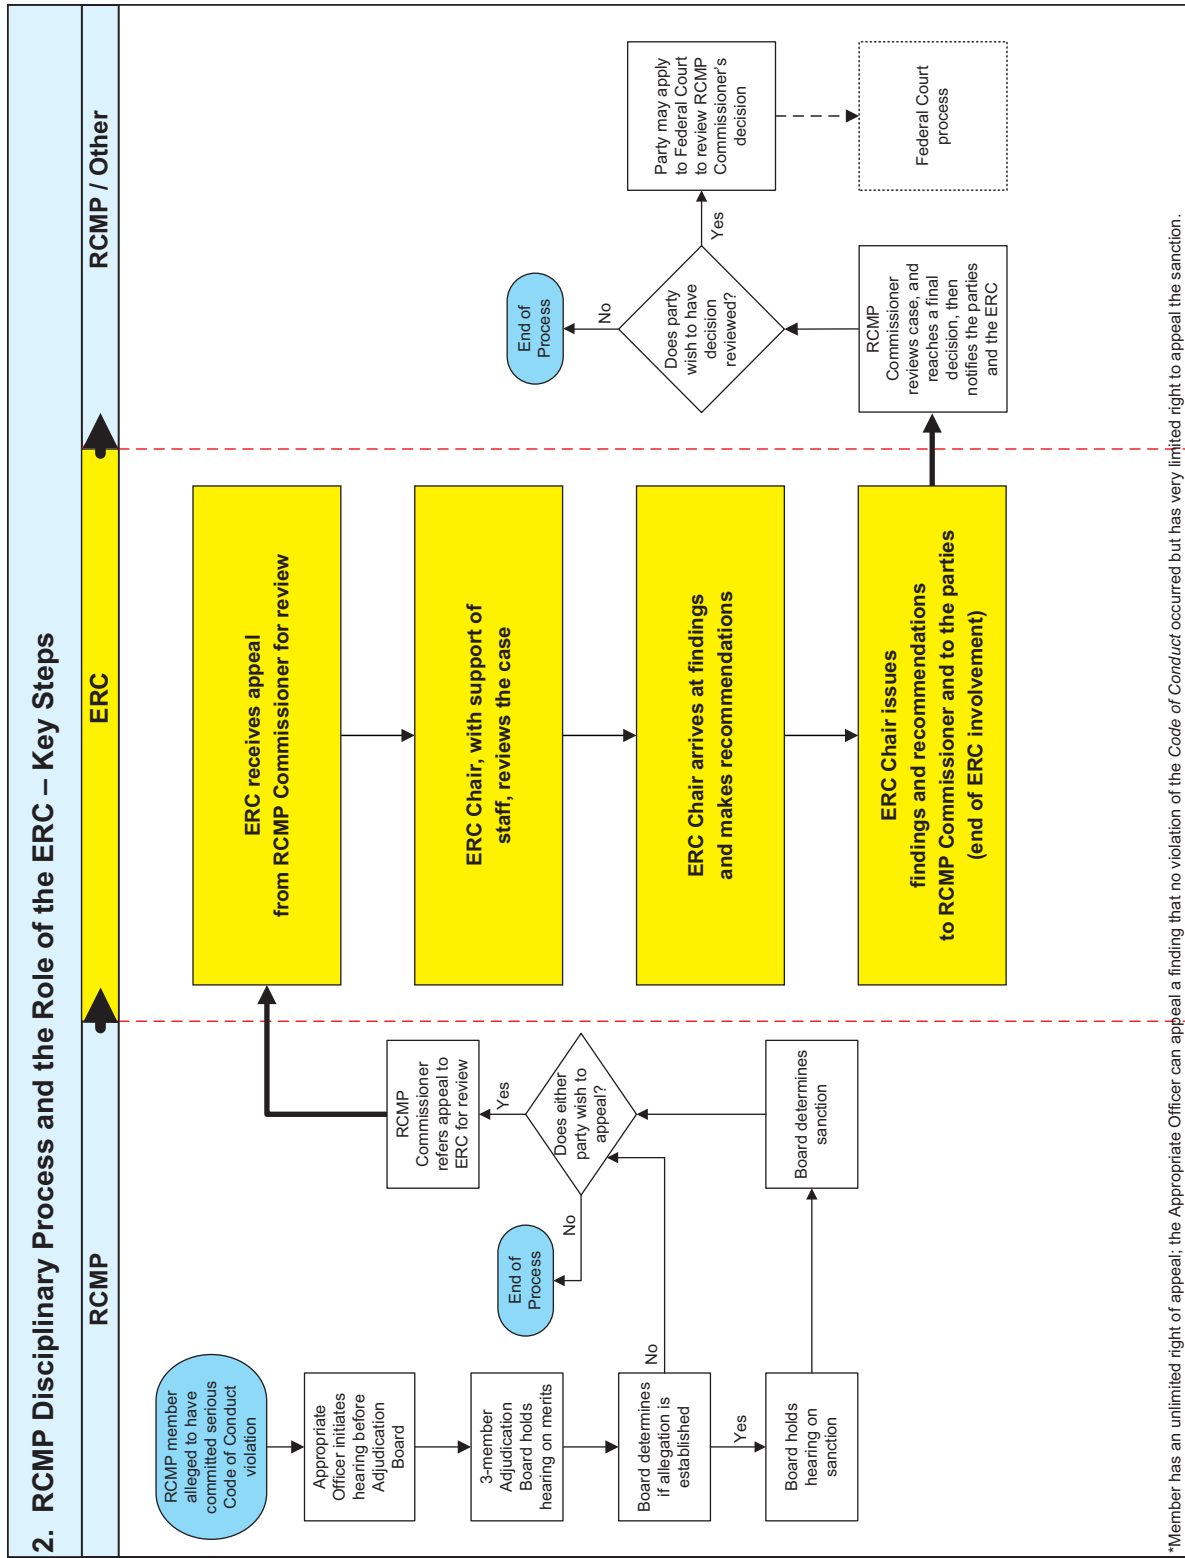 2. RCMP Disciplinary Process and the Role of the ERC – Key Steps
RCMP
ERC
RCMP / Other
RCMP member
alleged to have
committed serious
Code of Conduct
violation
Appropriate
Officer initiates
hearing before
Adjudication
Board
3-member
Adjudication
Board holds
hearing on merits
Board determines
if allegation is
established
No
Yes
Board holds
hearing on
sanction
Board determines
sanction
Does either
party wish to
appeal?
No
End of
Process
Yes
RCMP
Commissioner
refers appeal to
ERC for review
ERC receives appeal
from RCMP Commissioner for review
ERC Chair, with support of
staff, reviews the case
ERC Chair arrives at findings
and makes recommendations
ERC Chair issues
findings and recommendations
to RCMP Commissioner and to the parties
(end of ERC involvement)
RCMP
Commissioner
reviews case, and
reaches a final
decision, then
notifies the parties
and the ERC
Does party
wish to have
decision
reviewed?
No
End of
Process
Yes
Party may apply
to Federal Court
to review RCMP
Commissioner's
decision
Federal Court
process
*Member has an unlimited right of appeal; the Appropriate Officer can appeal a finding that no violation of the Code of Conduct occurred but has very limited right to appeal the sanction.